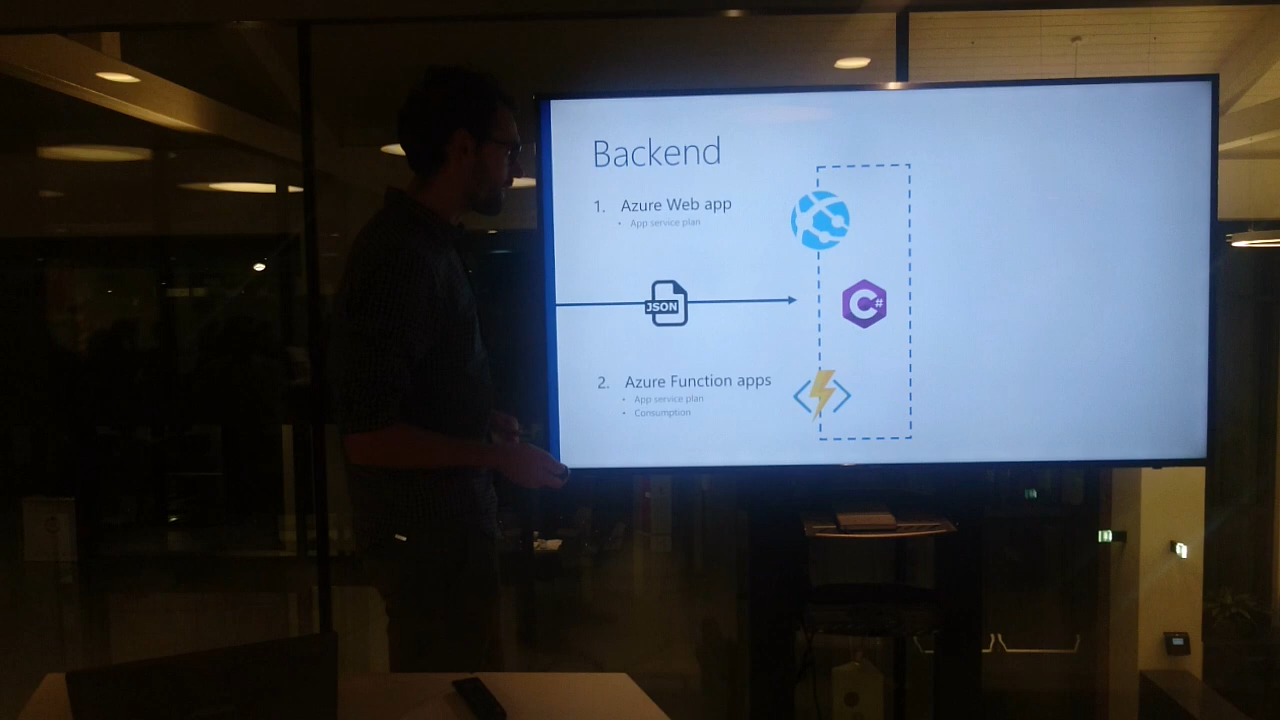 Backend
1. Azure Web app
• App service plan
JSON
C#
2. Azure Function apps
• App service plan
• Consumption